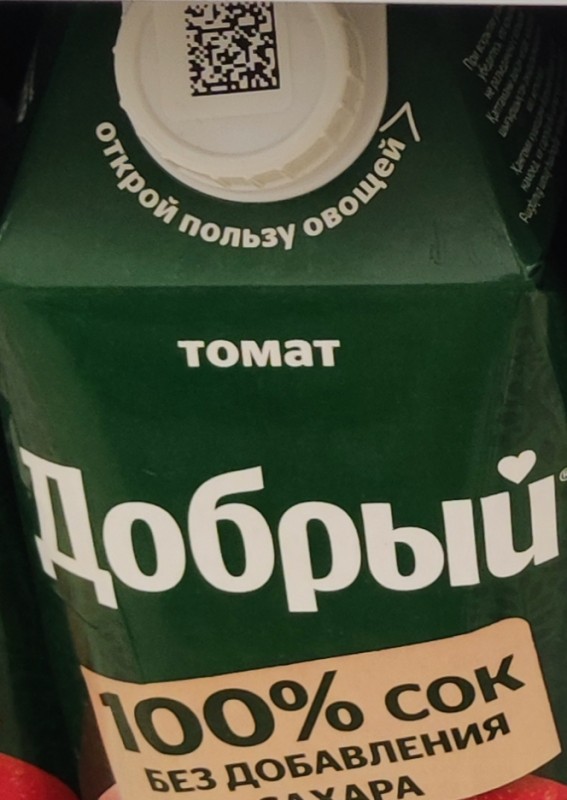 открой пользу овощей
томат
Добрый
100% сок
БЕЗ ДОБАВЛЕНИЯ
САХАРА